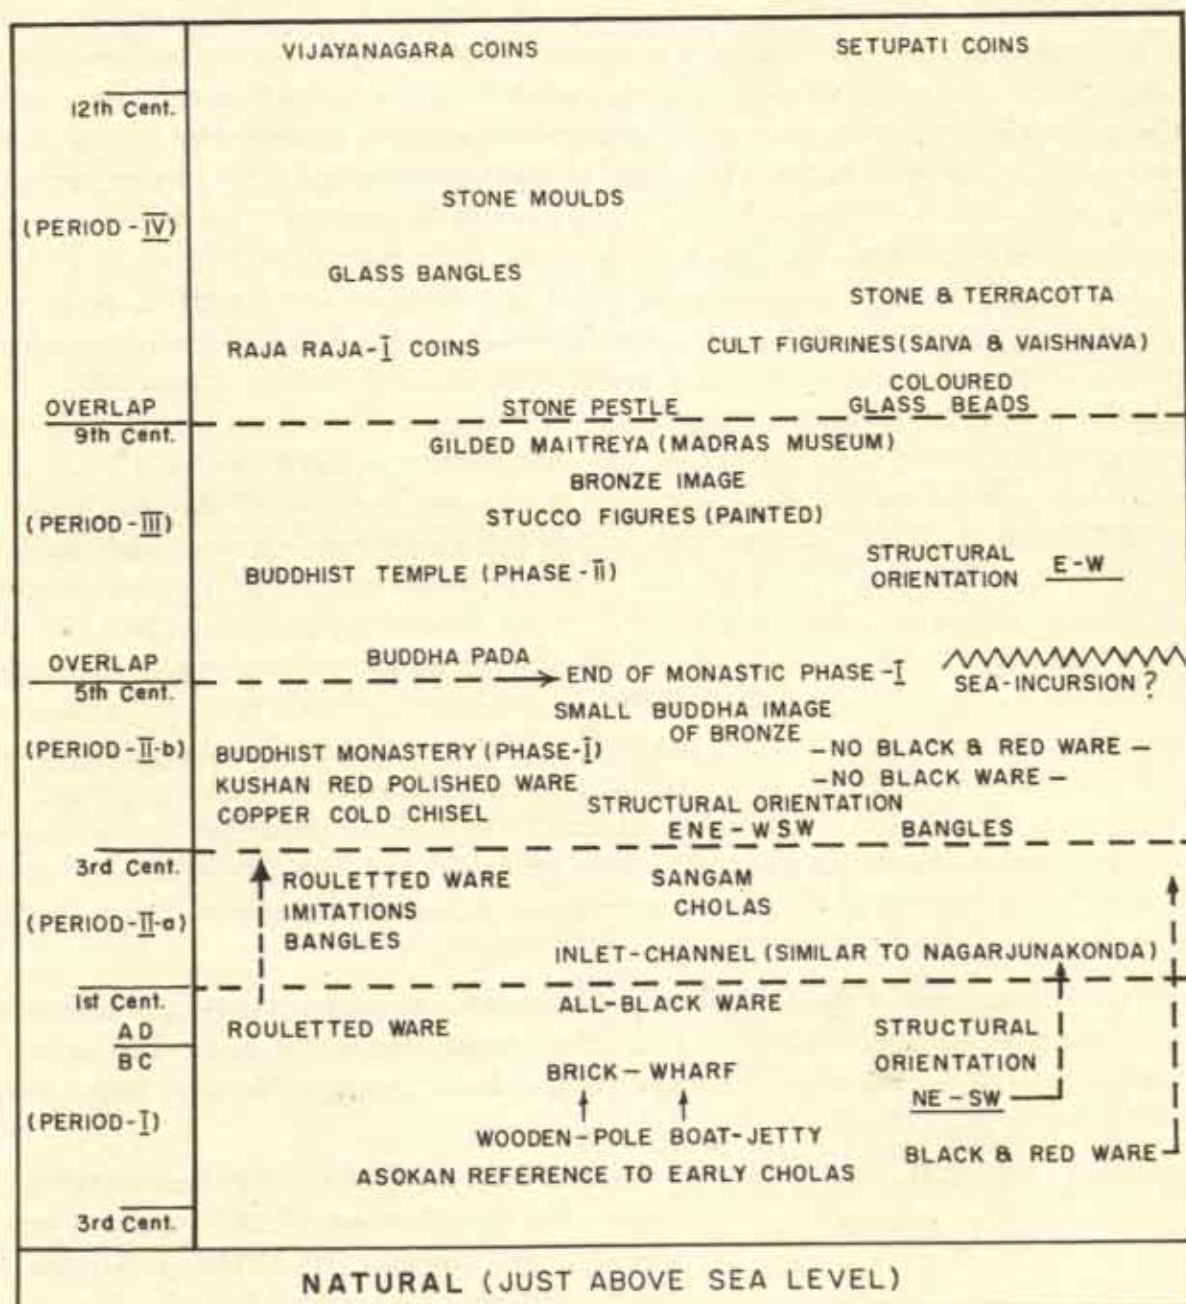 VIJAYANAGARA COINS SETUPATI COINS
12th Cent.
STONE MOULDS
(PERIOD-IV)
GLASS BANGLES
STONE & TERRACOTTA
RAJA RAJA-I COINS CULT FIGURINES (SAIVA & VAISHNAVA)
COLOURED
OVERLAP STONE PESTLE GLASS BEADS
9th Cent. GILDED MAITREYA (MADRAS MUSEUM)
BRONZE IMAGE
(PERIOD-III) STUCCO FIGURES (PAINTED)
STRUCTURAL
BUDDHIST TEMPLE (PHASE-II) ORIENTATION E-W
OVERLAP BUDDHA PADA END OF MONASTIC PHASE-I
5th Cent. SEA-INCURSION?
SMALL BUDDHA IMAGE
OF BRONZE
(PERIOD-II-b) BUDDHIST MONASTERY (PHASE-I) -NO BLACK & RED WARE-
KUSHAN RED POLISHED WARE -NO BLACK WARE-
COPPER COLD CHISEL STRUCTURAL ORIENTATION
ENE-WSW BANGLES
3rd Cent. ROULETTED WARE SANGAM
IMITATIONS CHOLAS
(PERIOD-II-a) BANGLES
INLET-CHANNEL (SIMILAR TO NAGARJUNAKONDA)
1st Cent. ALL-BLACK WARE
AD ROULETTED WARE STRUCTURAL
BC BRICK-WHARF ORIENTATION
NE-SW
(PERIOD-I) WOODEN-POLE BOAT-JETTY
BLACK & RED WARE
ASOKAN REFERENCE TO EARLY CHOLAS
3rd Cent.
NATURAL (JUST ABOVE SEA LEVEL)